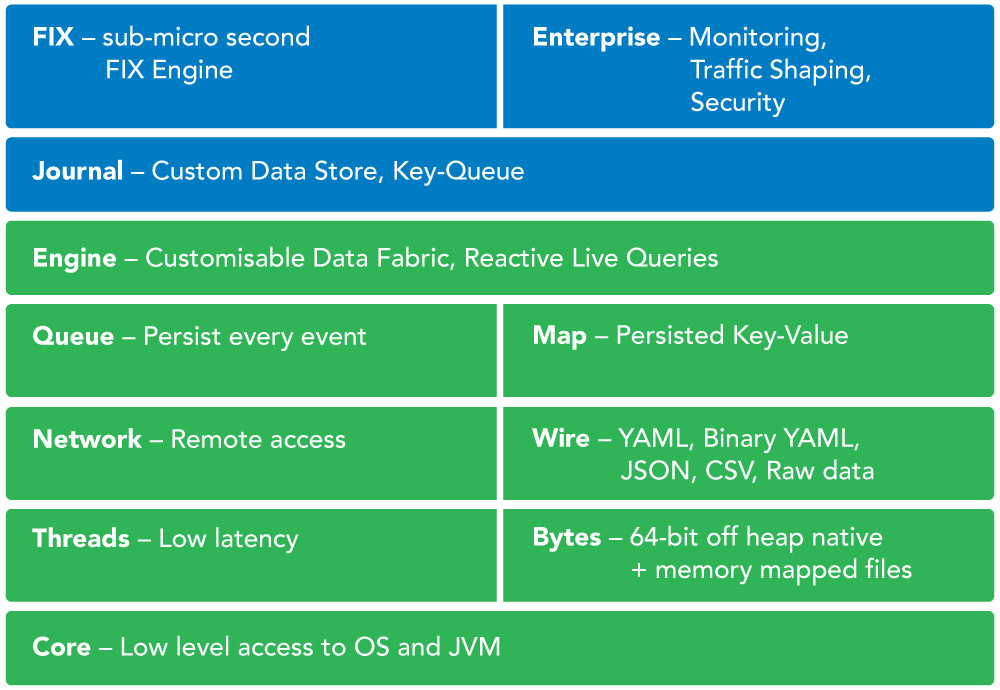 FIX – sub-micro second
FIX Engine
Enterprise – Monitoring,
Traffic Shaping,
Security
Journal – Custom Data Store, Key-Queue
Engine – Customisable Data Fabric, Reactive Live Queries
Queue – Persist every event
Map – Persisted Key-Value
Network – Remote access
Wire – YAML, Binary YAML,
JSON, CSV, Raw data
Threads – Low latency
Bytes – 64-bit off heap native
+ memory mapped files
Core – Low level access to OS and JVM